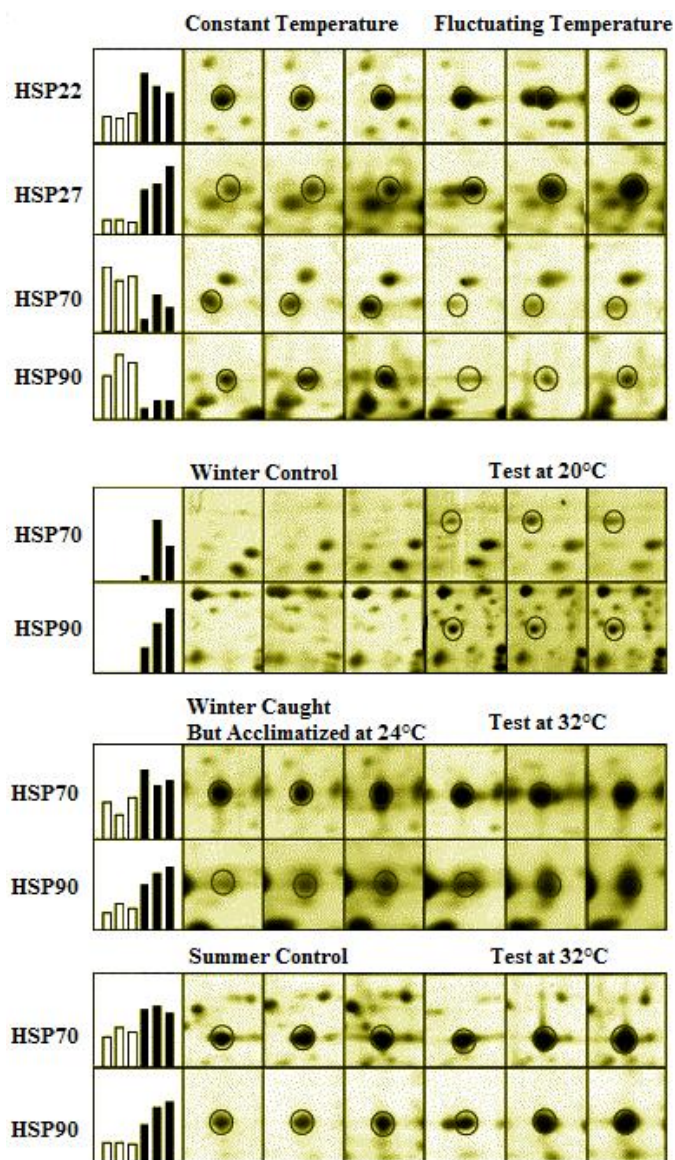 Constant Temperature Fluctuating Temperature
HSP22
HSP27
HSP70
HSP90
Winter Control Test at 20°C
HSP70
HSP90
Winter Caught
But Acclimatized at 24°C Test at 32°C
HSP70
HSP90
Summer Control Test at 32°C
HSP70
HSP90